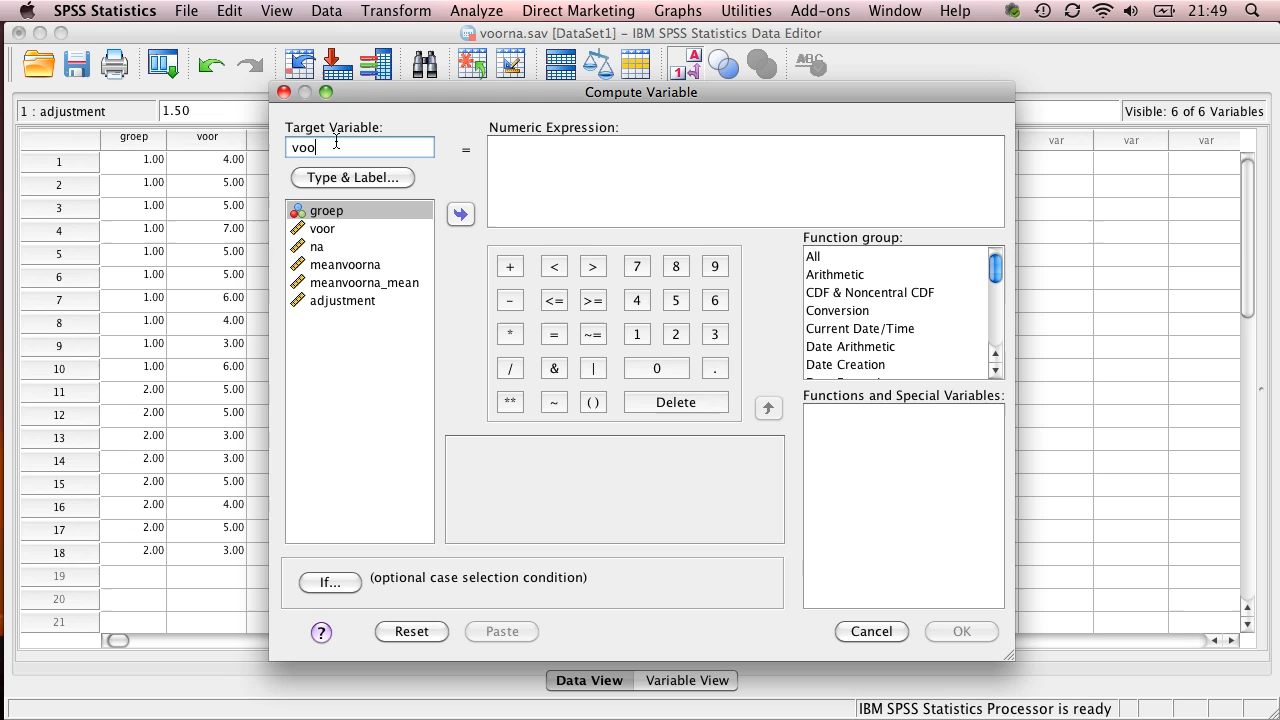 SPSS Statistics File Edit View Data Transform Analyze Direct Marketing Graphs Utilities Add-ons Window Help 21:49
voorna.sav [DataSet1] – IBM SPSS Statistics Data Editor
A
1 ABC
1 : adjustment 1.50 Visible: 6 of 6 Variables
Compute Variable
Target Variable:
voo
=
Numeric Expression:
Type & Label...
groep
voor
na
meanvoorna
meanvoorna_mean
adjustment
+ < > 7 8 9
– <= >= 4 5 6
* = ~= 1 2 3
/ & | 0 .
** ~ ( ) Delete
Function group:
All
Arithmetic
CDF & Noncentral CDF
Conversion
Current Date/Time
Date Arithmetic
Date Creation
Functions and Special Variables:
If... (optional case selection condition)
? Reset Paste Cancel OK
groep voor var var var
1 1.00 4.00
2 1.00 5.00
3 1.00 5.00
4 1.00 7.00
5 1.00 5.00
6 1.00 5.00
7 1.00 6.00
8 1.00 4.00
9 1.00 3.00
10 1.00 6.00
11 2.00 5.00
12 2.00 5.00
13 2.00 3.00
14 2.00 3.00
15 2.00 5.00
16 2.00 4.00
17 2.00 5.00
18 2.00 3.00
19
20
21
Data View Variable View
IBM SPSS Statistics Processor is ready